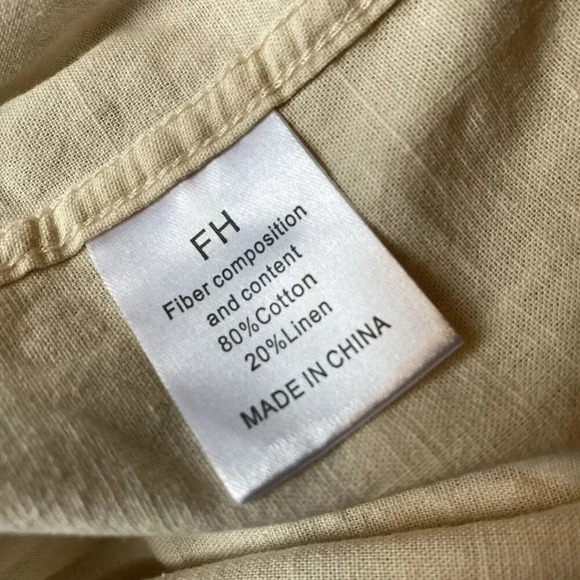 FH
Fiber composition
and content
80%Cotton
20%Linen
MADE IN CHINA